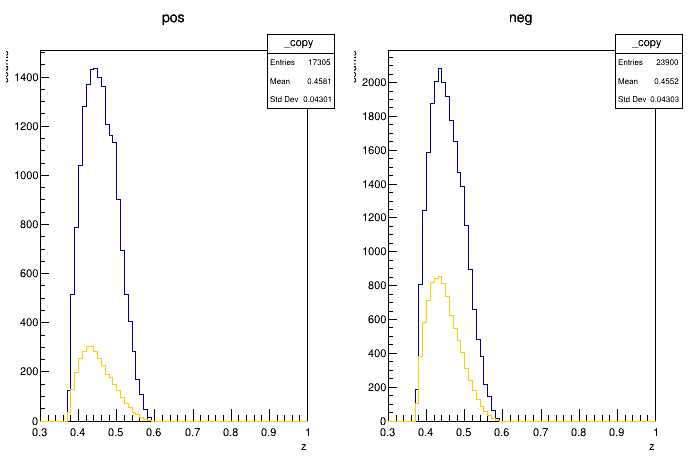 pos
_copy
Entries 17305
Mean 0.4581
Std Dev 0.04301
1400
1200
1000
800
600
400
200
0
0.3 0.4 0.5 0.6 0.7 0.8 0.9 1
z
neg
_copy
Entries 23900
Mean 0.4552
Std Dev 0.04303
2000
1800
1600
1400
1200
1000
800
600
400
200
0
0.3 0.4 0.5 0.6 0.7 0.8 0.9 1
z